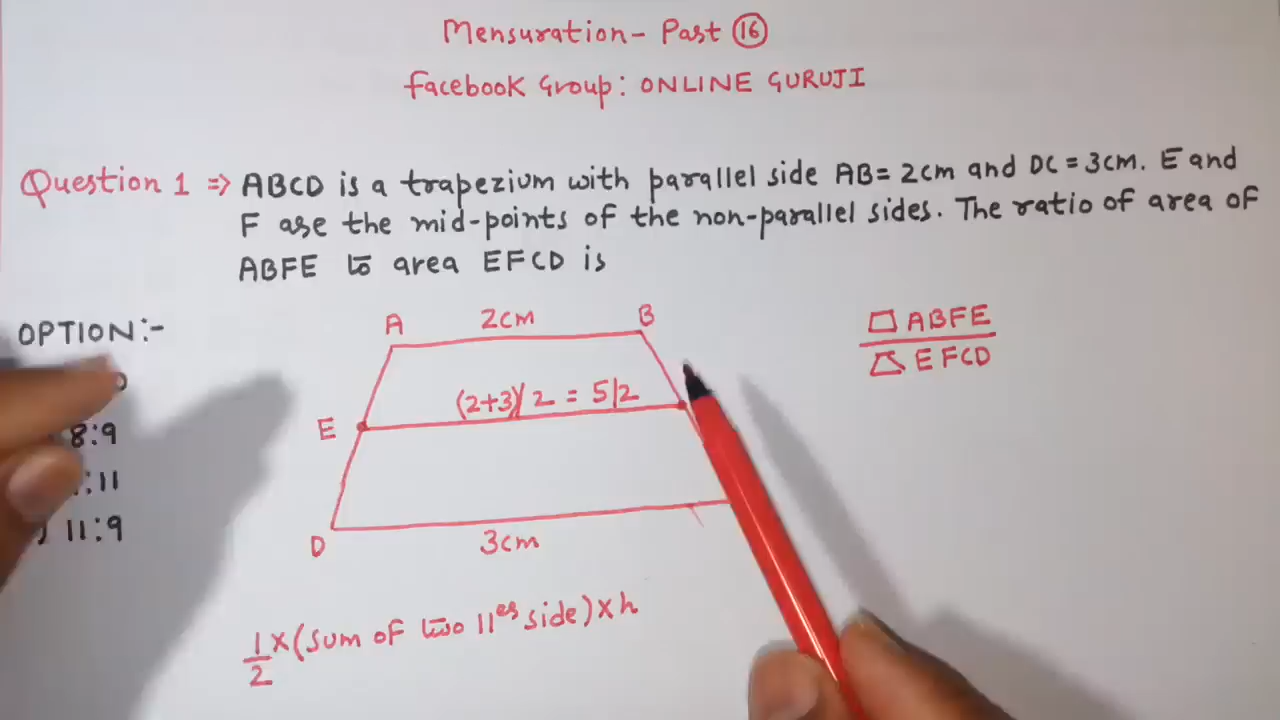 Mensuration- Past 16
Facebook Group: ONLINE GURUJI
Question 1 => ABCD is a trapezium with parallel side AB= 2cm and DC = 3cm. E and
F ase the mid-points of the non-parallel sides. The ratio of area of
ABFE to area EFCD is
OPTION:-
8:9
:11
) 11:9
A 2cm B
(2+3)/2 = 5/2
E
D 3cm
□ ABFE
EFCD
1/2 × (sum of two 11es side) × h